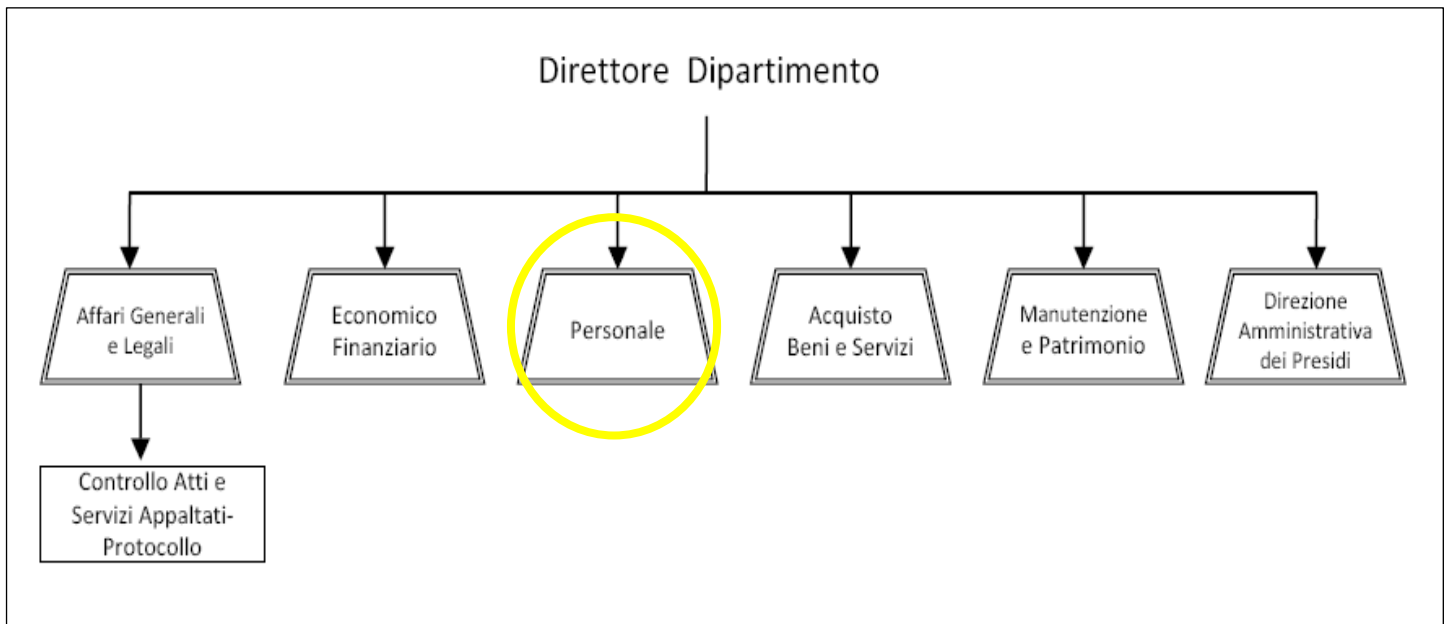 Direttore Dipartimento
Affari Generali
e Legali
Economico
Finanziario
Personale
Acquisto
Beni e Servizi
Manutenzione
e Patrimonio
Direzione
Amministrativa
dei Presidi
Controllo Atti e
Servizi Appaltati-
Protocollo